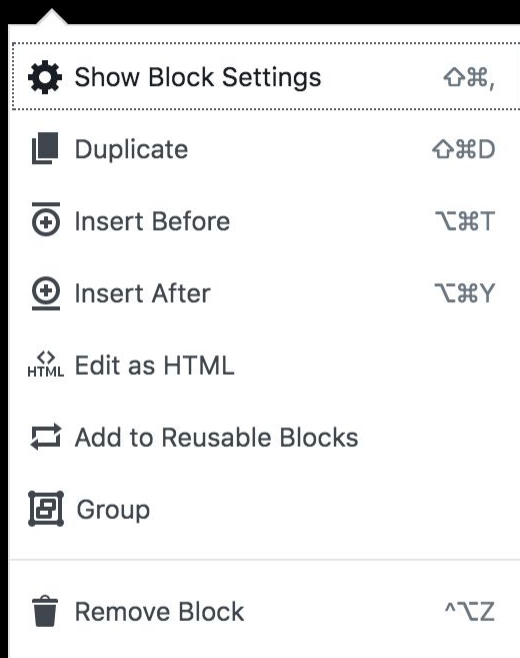 Show Block Settings ⇧⌘,
Duplicate ⇧⌘D
Insert Before ⌥⌘T
Insert After ⌥⌘Y
HTML Edit as HTML
Add to Reusable Blocks
Group
Remove Block ^⌥Z